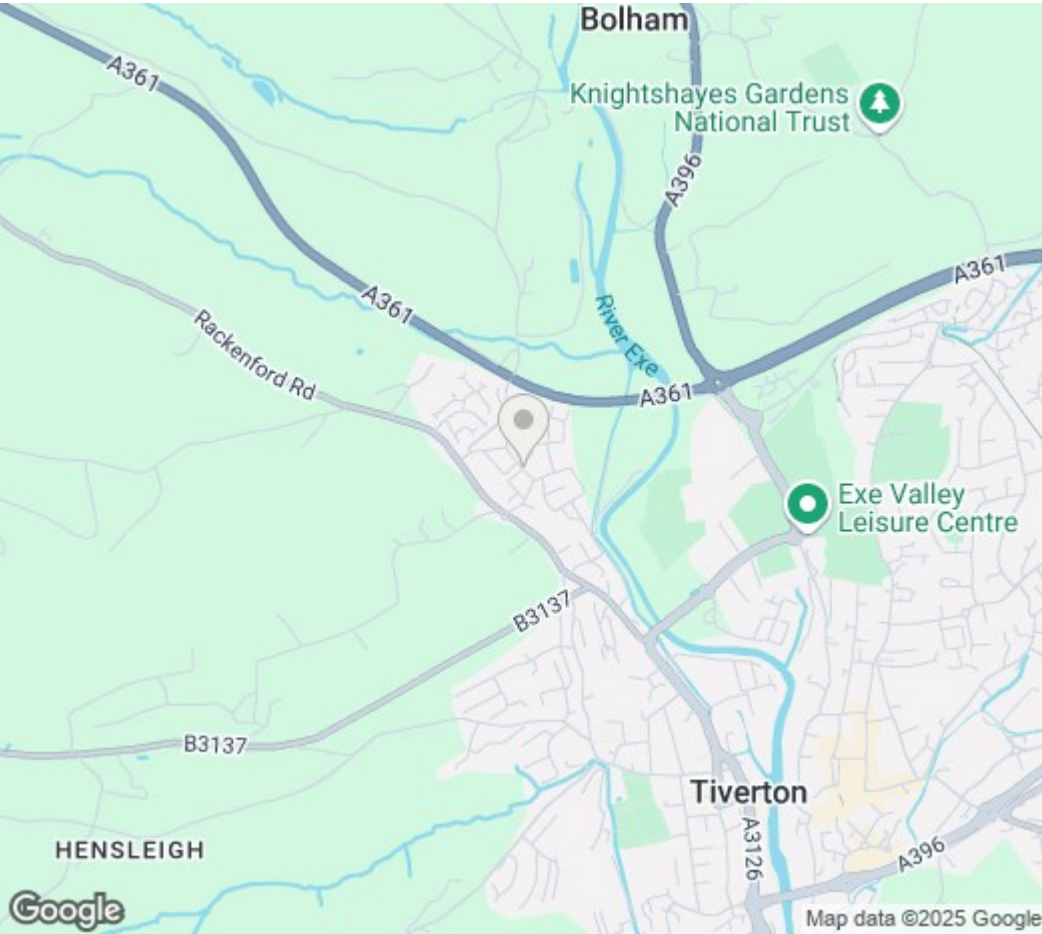 Bolham
A361
Knightshayes Gardens
National Trust
A396
A361
A361
Rackenford Rd
River Exe
A361
Exe Valley
Leisure Centre
B3137
B3137
Tiverton
HENSLEIGH
A3126
A396
Google
Map data ©2025 Google